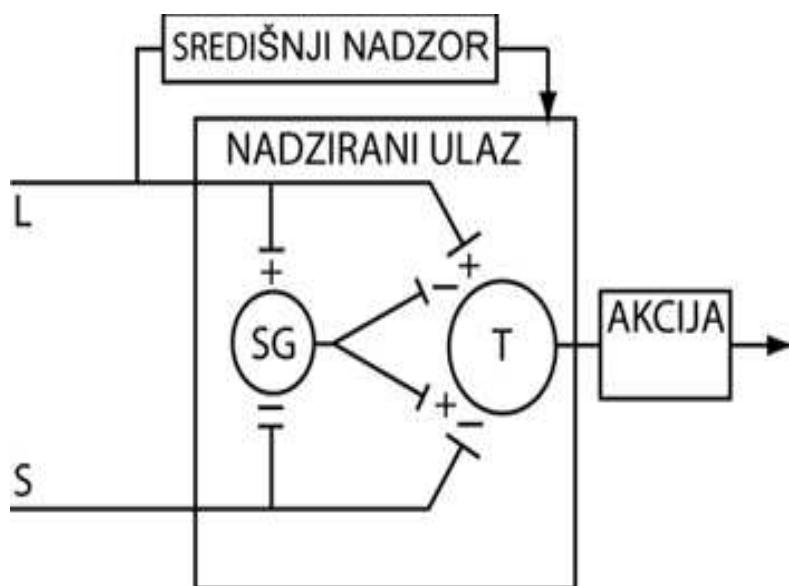 SREDIŠNJI NADZOR
NADZIRANI ULAZ
L
+
+
–
SG
T
AKCIJA
–
+
–
S